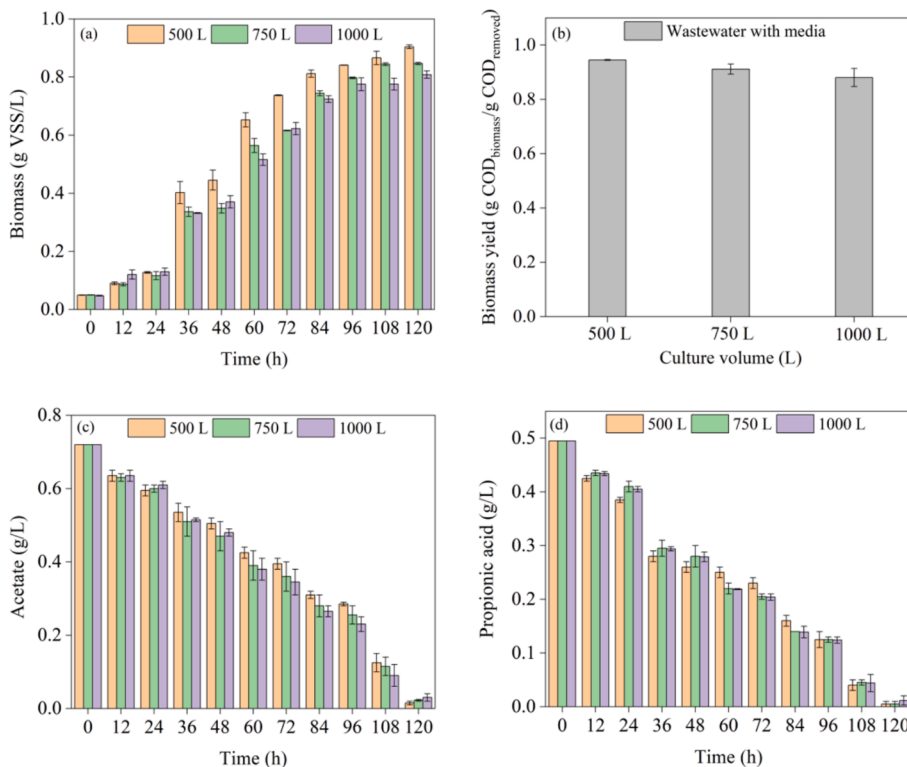 (a) 500 L 750 L 1000 L
Biomass (g VSS/L)
1.0
0.8
0.6
0.4
0.2
0.0
0 12 24 36 48 60 72 84 96 108 120
Time (h)
(b) Wastewater with media
Biomass yield (g COD_biomass/g COD_removed)
1.0
0.8
0.6
0.4
0.2
0.0
500 L 750 L 1000 L
Culture volume (L)
(c) 500 L 750 L 1000 L
Acetate (g/L)
0.8
0.6
0.4
0.2
0.0
0 12 24 36 48 60 72 84 96 108 120
Time (h)
(d) 500 L 750 L 1000 L
Propionic acid (g/L)
0.5
0.4
0.3
0.2
0.1
0.0
0 12 24 36 48 60 72 84 96 108 120
Time (h)